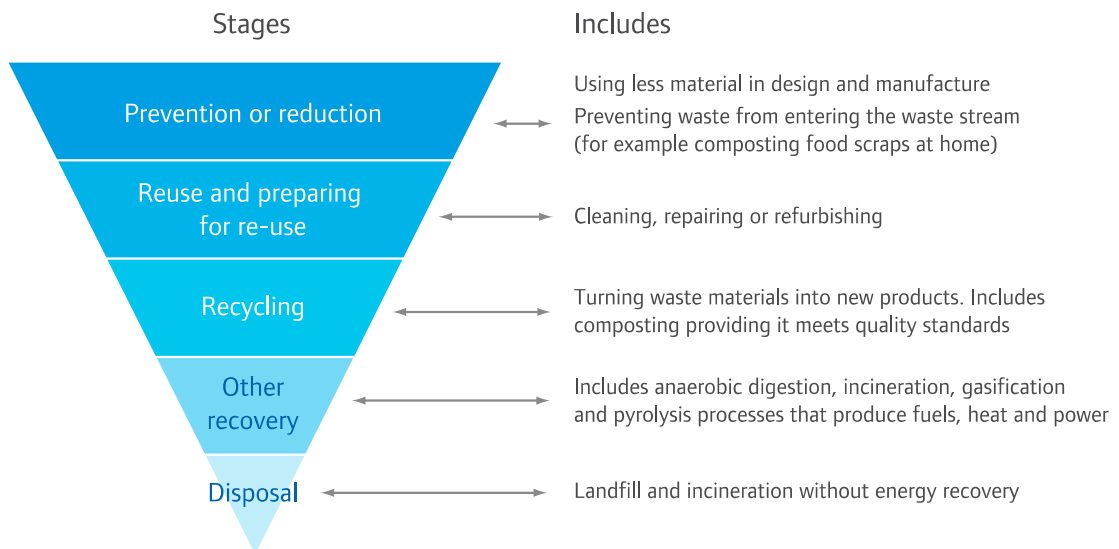 Stages
Includes
Prevention or reduction
Using less material in design and manufacture
Preventing waste from entering the waste stream
(for example composting food scraps at home)
Reuse and preparing
for re-use
Cleaning, repairing or refurbishing
Recycling
Turning waste materials into new products. Includes
composting providing it meets quality standards
Other
recovery
Includes anaerobic digestion, incineration, gasification
and pyrolysis processes that produce fuels, heat and power
Disposal
Landfill and incineration without energy recovery